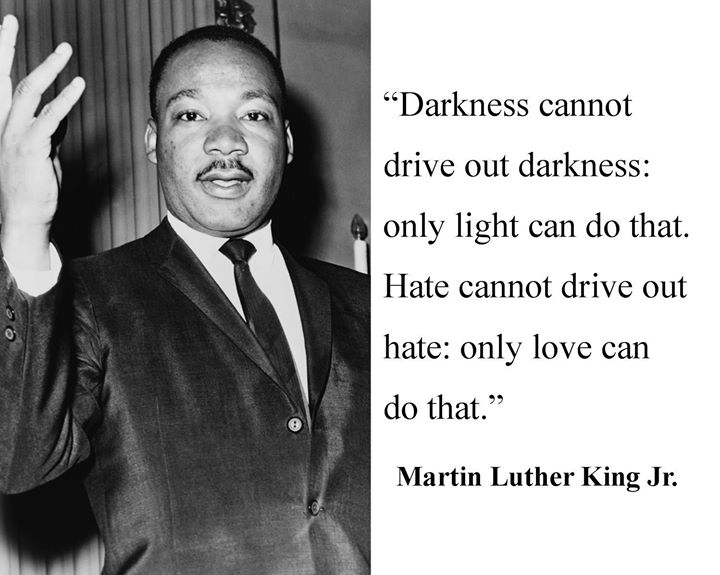 “Darkness cannot
drive out darkness:
only light can do that.
Hate cannot drive out
hate: only love can
do that.”
Martin Luther King Jr.